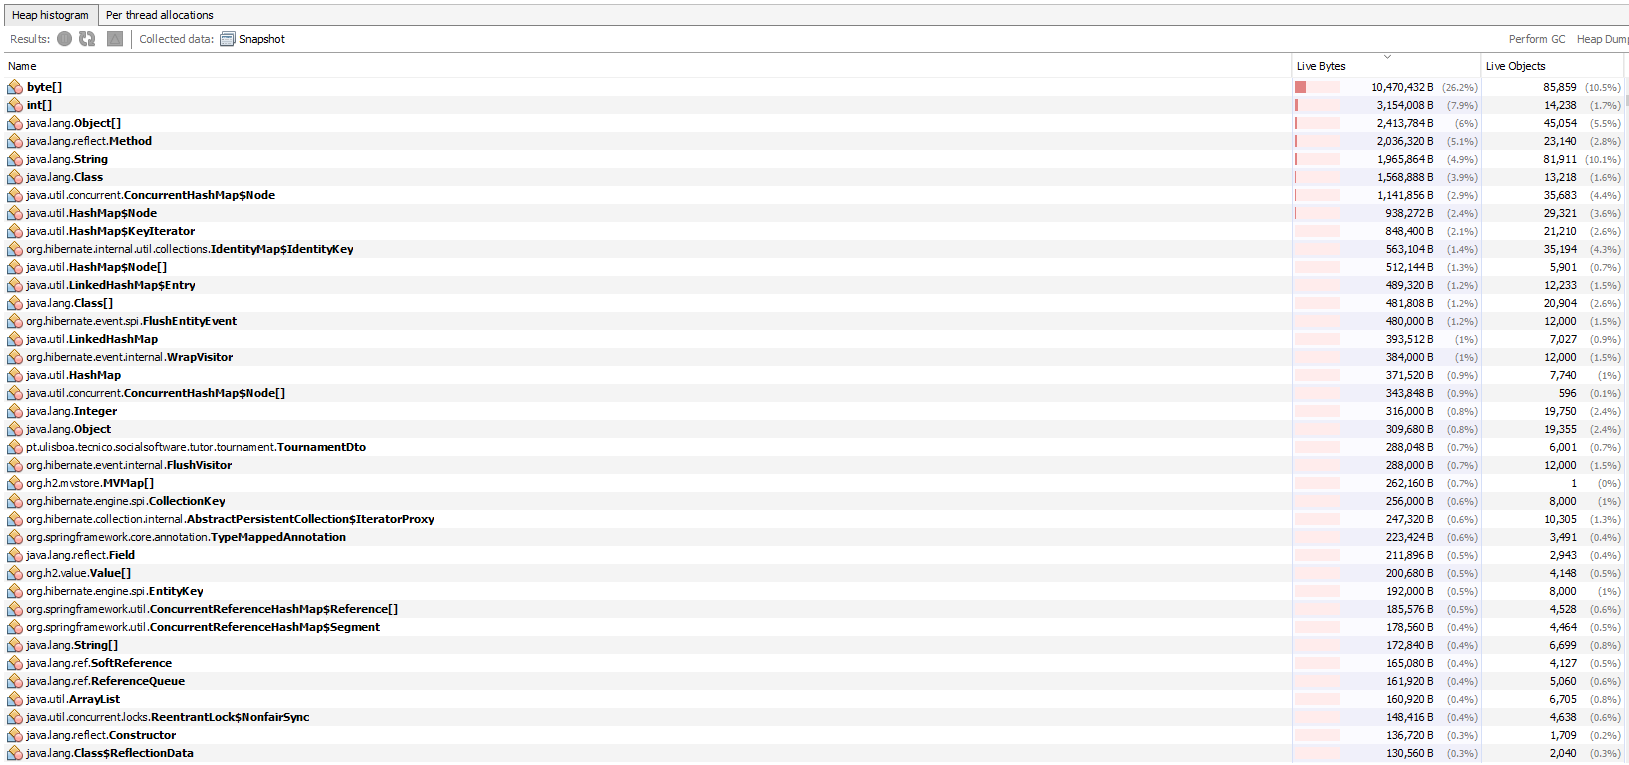 Heap histogram Per thread allocations
Results: Collected data: Snapshot Perform GC Heap Dum
Name Live Bytes Live Objects
byte[] 10,470,432 B (26.2%) 85,859 (10.5%)
int[] 3,154,008 B (7.9%) 14,238 (1.7%)
java.lang.Object[] 2,413,784 B (6%) 45,054 (5.5%)
java.lang.reflect.Method 2,036,320 B (5.1%) 23,140 (2.8%)
java.lang.String 1,965,864 B (4.9%) 81,911 (10.1%)
java.lang.Class 1,568,888 B (3.9%) 13,218 (1.6%)
java.util.concurrent.ConcurrentHashMap$Node 1,141,856 B (2.9%) 35,683 (4.4%)
java.util.HashMap$Node 938,272 B (2.4%) 29,321 (3.6%)
java.util.HashMap$KeyIterator 848,400 B (2.1%) 21,210 (2.6%)
org.hibernate.internal.util.collections.IdentityMap$IdentityKey 563,104 B (1.4%) 35,194 (4.3%)
java.util.HashMap$Node[] 512,144 B (1.3%) 5,901 (0.7%)
java.util.LinkedHashMap$Entry 489,320 B (1.2%) 12,233 (1.5%)
java.lang.Class[] 481,808 B (1.2%) 20,904 (2.6%)
org.hibernate.event.spi.FlushEntityEvent 480,000 B (1.2%) 12,000 (1.5%)
java.util.LinkedHashMap 393,512 B (1%) 7,027 (0.9%)
org.hibernate.event.internal.WrapVisitor 384,000 B (1%) 12,000 (1.5%)
java.util.HashMap 371,520 B (0.9%) 7,740 (1%)
java.util.concurrent.ConcurrentHashMap$Node[] 343,848 B (0.9%) 596 (0.1%)
java.lang.Integer 316,000 B (0.8%) 19,750 (2.4%)
java.lang.Object 309,680 B (0.8%) 19,355 (2.4%)
pt.ulisboa.tecnico.socialsoftware.tutor.tournament.TournamentDto 288,048 B (0.7%) 6,001 (0.7%)
org.hibernate.event.internal.FlushVisitor 288,000 B (0.7%) 12,000 (1.5%)
org.h2.mvstore.MVMap[] 262,160 B (0.7%) 1 (0%)
org.hibernate.engine.spi.CollectionKey 256,000 B (0.6%) 8,000 (1%)
org.hibernate.collection.internal.AbstractPersistentCollection$IteratorProxy 247,320 B (0.6%) 10,305 (1.3%)
org.springframework.core.annotation.TypeMappedAnnotation 223,424 B (0.6%) 3,491 (0.4%)
java.lang.reflect.Field 211,896 B (0.5%) 2,943 (0.4%)
org.h2.value.Value[] 200,680 B (0.5%) 4,148 (0.5%)
org.hibernate.engine.spi.EntityKey 192,000 B (0.5%) 8,000 (1%)
org.springframework.util.ConcurrentReferenceHashMap$Reference[] 185,576 B (0.5%) 4,528 (0.6%)
org.springframework.util.ConcurrentReferenceHashMap$Segment 178,560 B (0.4%) 4,464 (0.5%)
java.lang.String[] 172,840 B (0.4%) 6,699 (0.8%)
java.lang.ref.SoftReference 165,080 B (0.4%) 4,127 (0.5%)
java.lang.ref.ReferenceQueue 161,920 B (0.4%) 5,060 (0.6%)
java.util.ArrayList 160,920 B (0.4%) 6,705 (0.8%)
java.util.concurrent.locks.ReentrantLock$NonfairSync 148,416 B (0.4%) 4,638 (0.6%)
java.lang.reflect.Constructor 136,720 B (0.3%) 1,709 (0.2%)
java.lang.Class$ReflectionData 130,560 B (0.3%) 2,040 (0.3%)